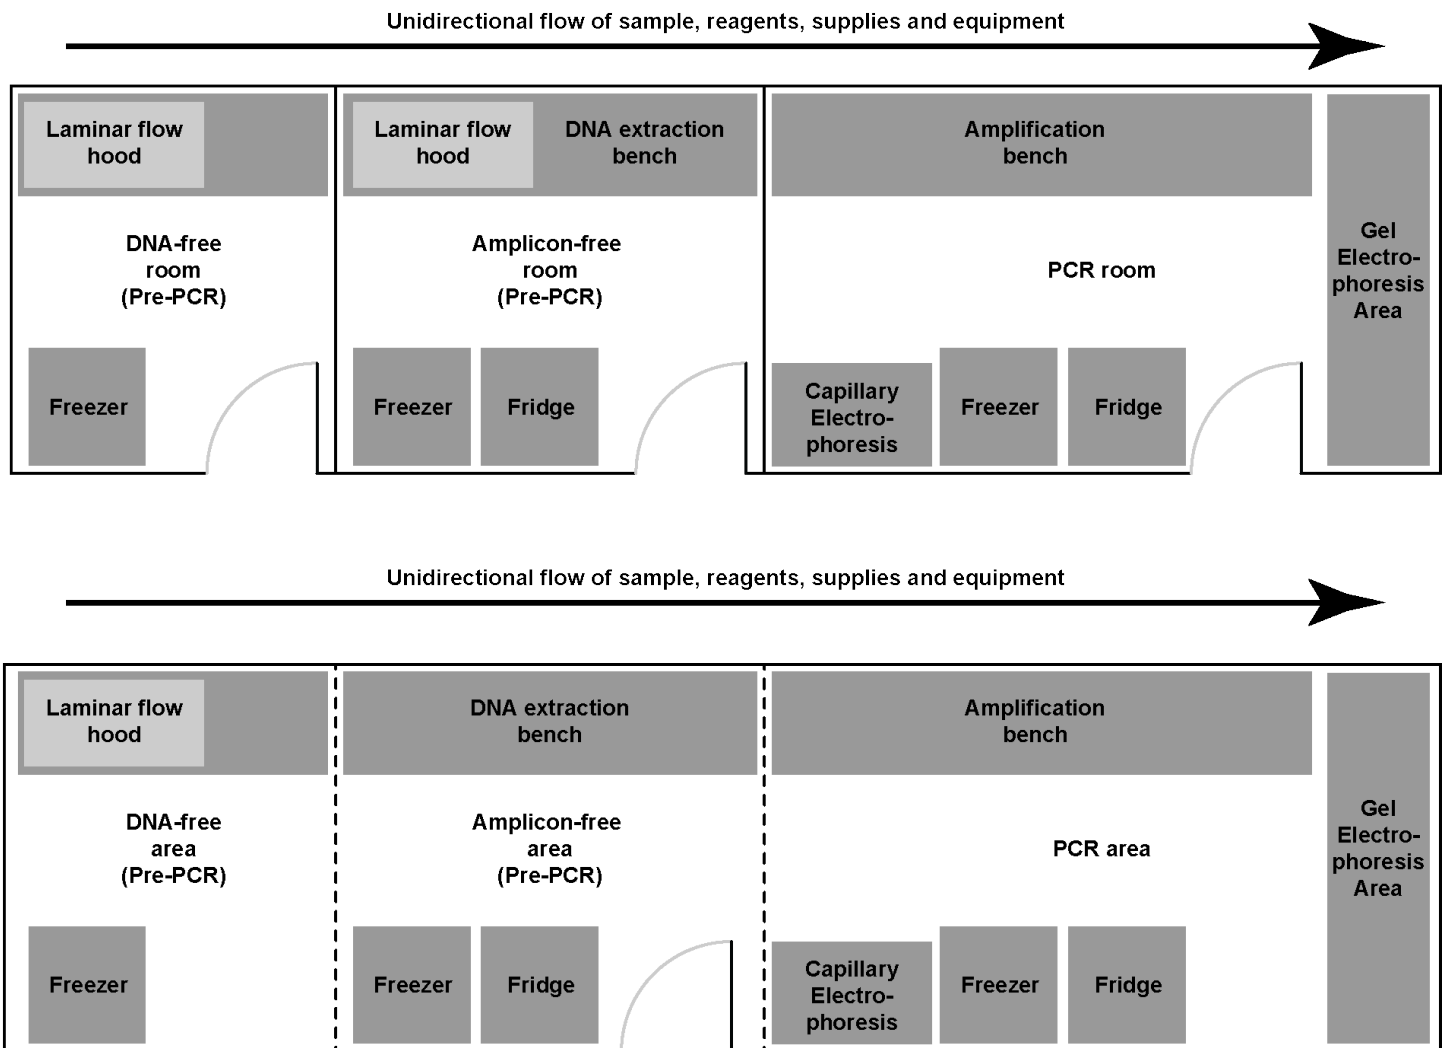 Unidirectional flow of sample, reagents, supplies and equipment
Laminar flow
hood
Laminar flow
hood
DNA extraction
bench
Amplification
bench
DNA-free
room
(Pre-PCR)
Amplicon-free
room
(Pre-PCR)
PCR room
Gel
Electro-
phoresis
Area
Freezer
Freezer
Fridge
Capillary
Electro-
phoresis
Freezer
Fridge
Unidirectional flow of sample, reagents, supplies and equipment
Laminar flow
hood
DNA extraction
bench
Amplification
bench
DNA-free
area
(Pre-PCR)
Amplicon-free
area
(Pre-PCR)
PCR area
Gel
Electro-
phoresis
Area
Freezer
Freezer
Fridge
Capillary
Electro-
phoresis
Freezer
Fridge